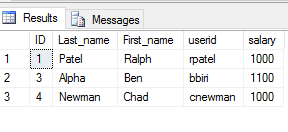 Results Messages
ID Last_name First_name userid salary
1 1 Patel Ralph rpatel 1000
2 3 Alpha Ben bbiri 1100
3 4 Newman Chad cnewman 1000